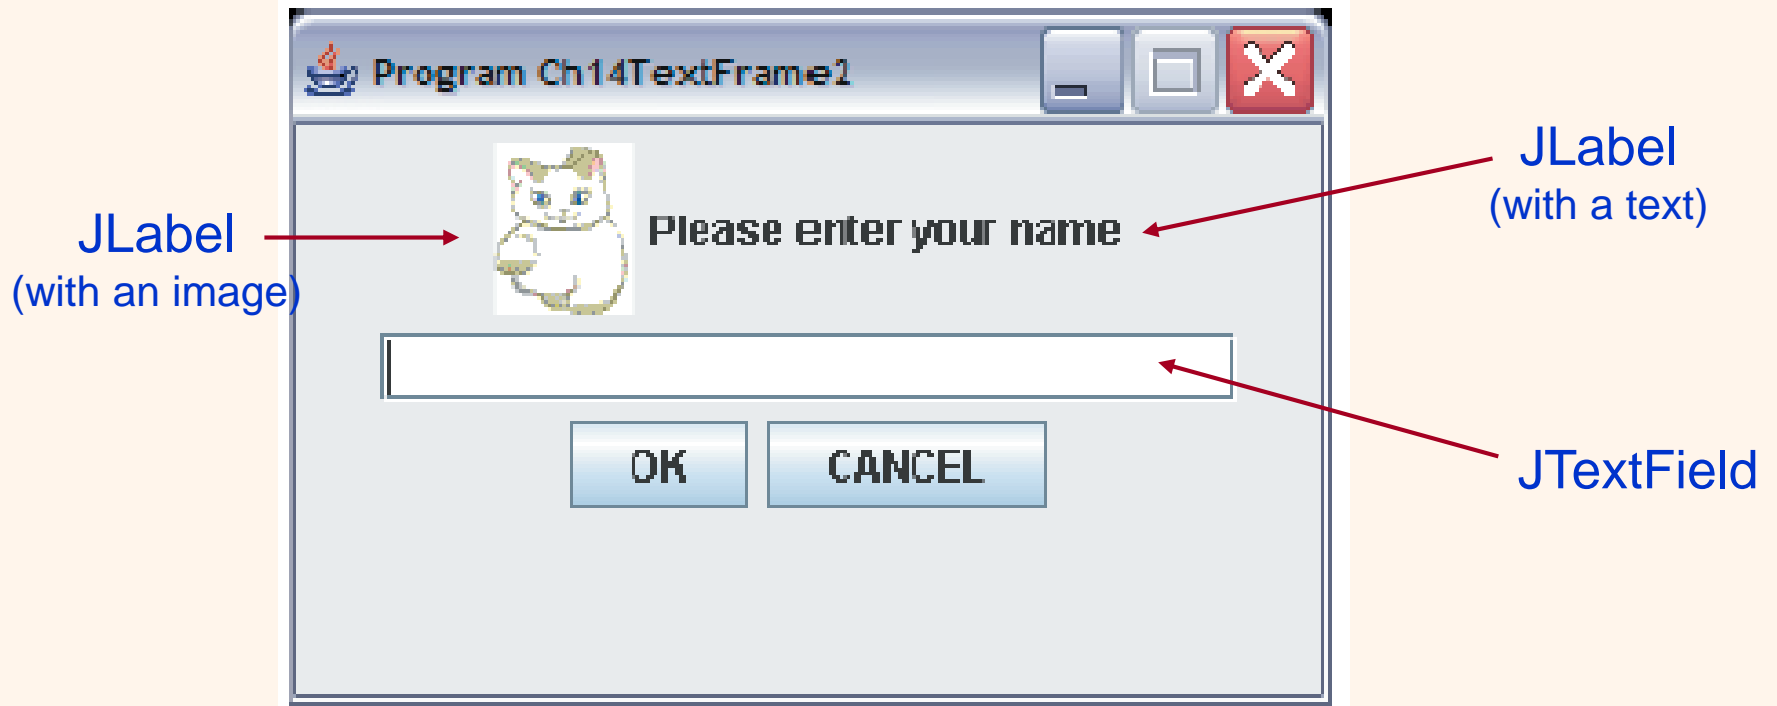 Program Ch14TextFrame2
JLabel
(with a text)
JLabel
(with an image)
Please enter your name
OK
CANCEL
JTextField